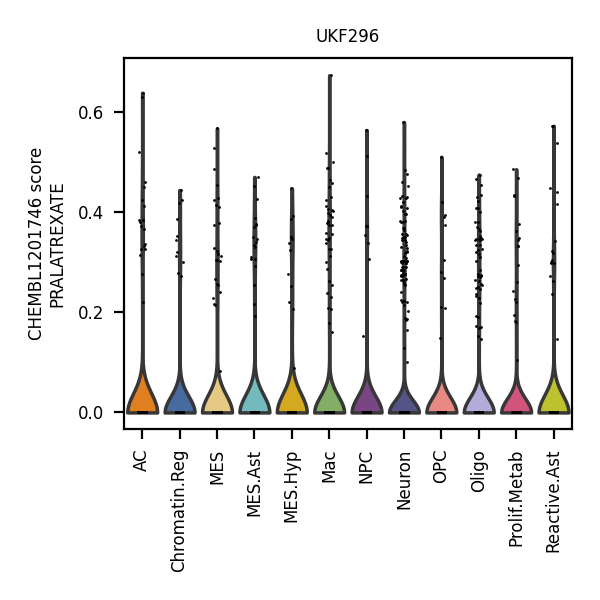 UKF296
CHEMBL1201746 score
PRALATREXATE
0.6
0.4
0.2
0.0
AC
Chromatin.Reg
MES
MES.Ast
MES.Hyp
Mac
NPC
Neuron
OPC
Oligo
Prolif.Metab
Reactive.Ast